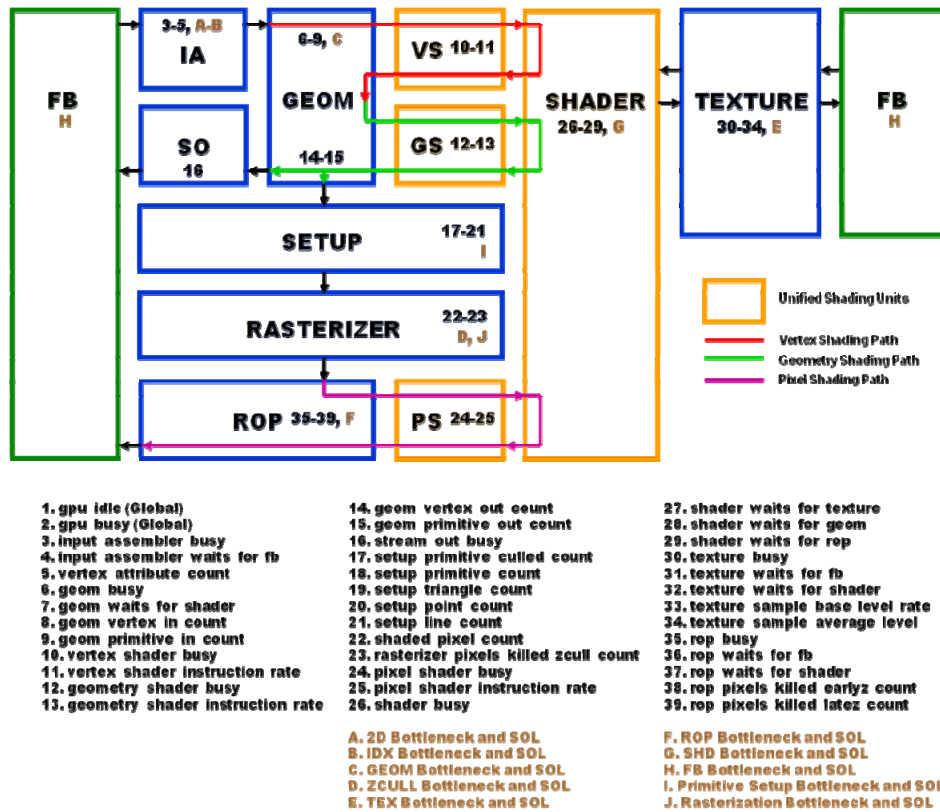 3-5, A-B
IA
6-9, C
GEOM
14-15
VS 10-11
GS 12-13
SO
16
FB
H
SHADER
26-29, G
TEXTURE
30-34, E
FB
H
SETUP
17-21
I
RASTERIZER
22-23
D, J
ROP 35-39, F
PS 24-25
Unified Shading Units
Vertex Shading Path
Geometry Shading Path
Pixel Shading Path
1. gpu idle (Global)
2. gpu busy (Global)
3. input assembler busy
4. input assembler waits for fb
5. vertex attribute count
6. geom busy
7. geom waits for shader
8. geom vertex in count
9. geom primitive in count
10. vertex shader busy
11. vertex shader instruction rate
12. geometry shader busy
13. geometry shader instruction rate
14. geom vertex out count
15. geom primitive out count
16. stream out busy
17. setup primitive culled count
18. setup primitive count
19. setup triangle count
20. setup point count
21. setup line count
22. shaded pixel count
23. rasterizer pixels killed zcull count
24. pixel shader busy
25. pixel shader instruction rate
26. shader busy
27. shader waits for texture
28. shader waits for geom
29. shader waits for rop
30. texture busy
31. texture waits for fb
32. texture waits for shader
33. texture sample base level rate
34. texture sample average level
35. rop busy
36. rop waits for fb
37. rop waits for shader
38. rop pixels killed earlyz count
39. rop pixels killed latez count
A. 2D Bottleneck and SOL
B. IDX Bottleneck and SOL
C. GEOM Bottleneck and SOL
D. ZCULL Bottleneck and SOL
E. TEX Bottleneck and SOL
F. ROP Bottleneck and SOL
G. SHD Bottleneck and SOL
H. FB Bottleneck and SOL
I. Primitive Setup Bottleneck and SOL
J. Rasterization Bottleneck and SOL